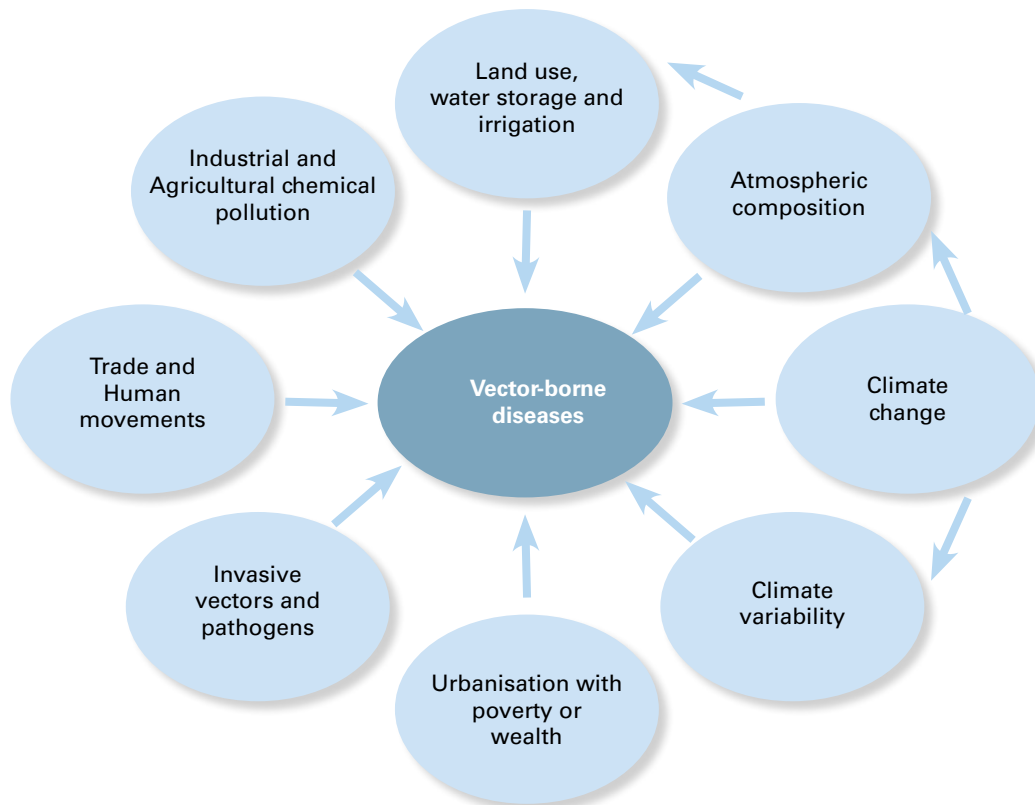 Land use,
water storage and
irrigation
Industrial and
Agricultural chemical
pollution
Atmospheric
composition
Trade and
Human
movements
Vector-borne
diseases
Climate
change
Invasive
vectors and
pathogens
Climate
variability
Urbanisation with
poverty or
wealth